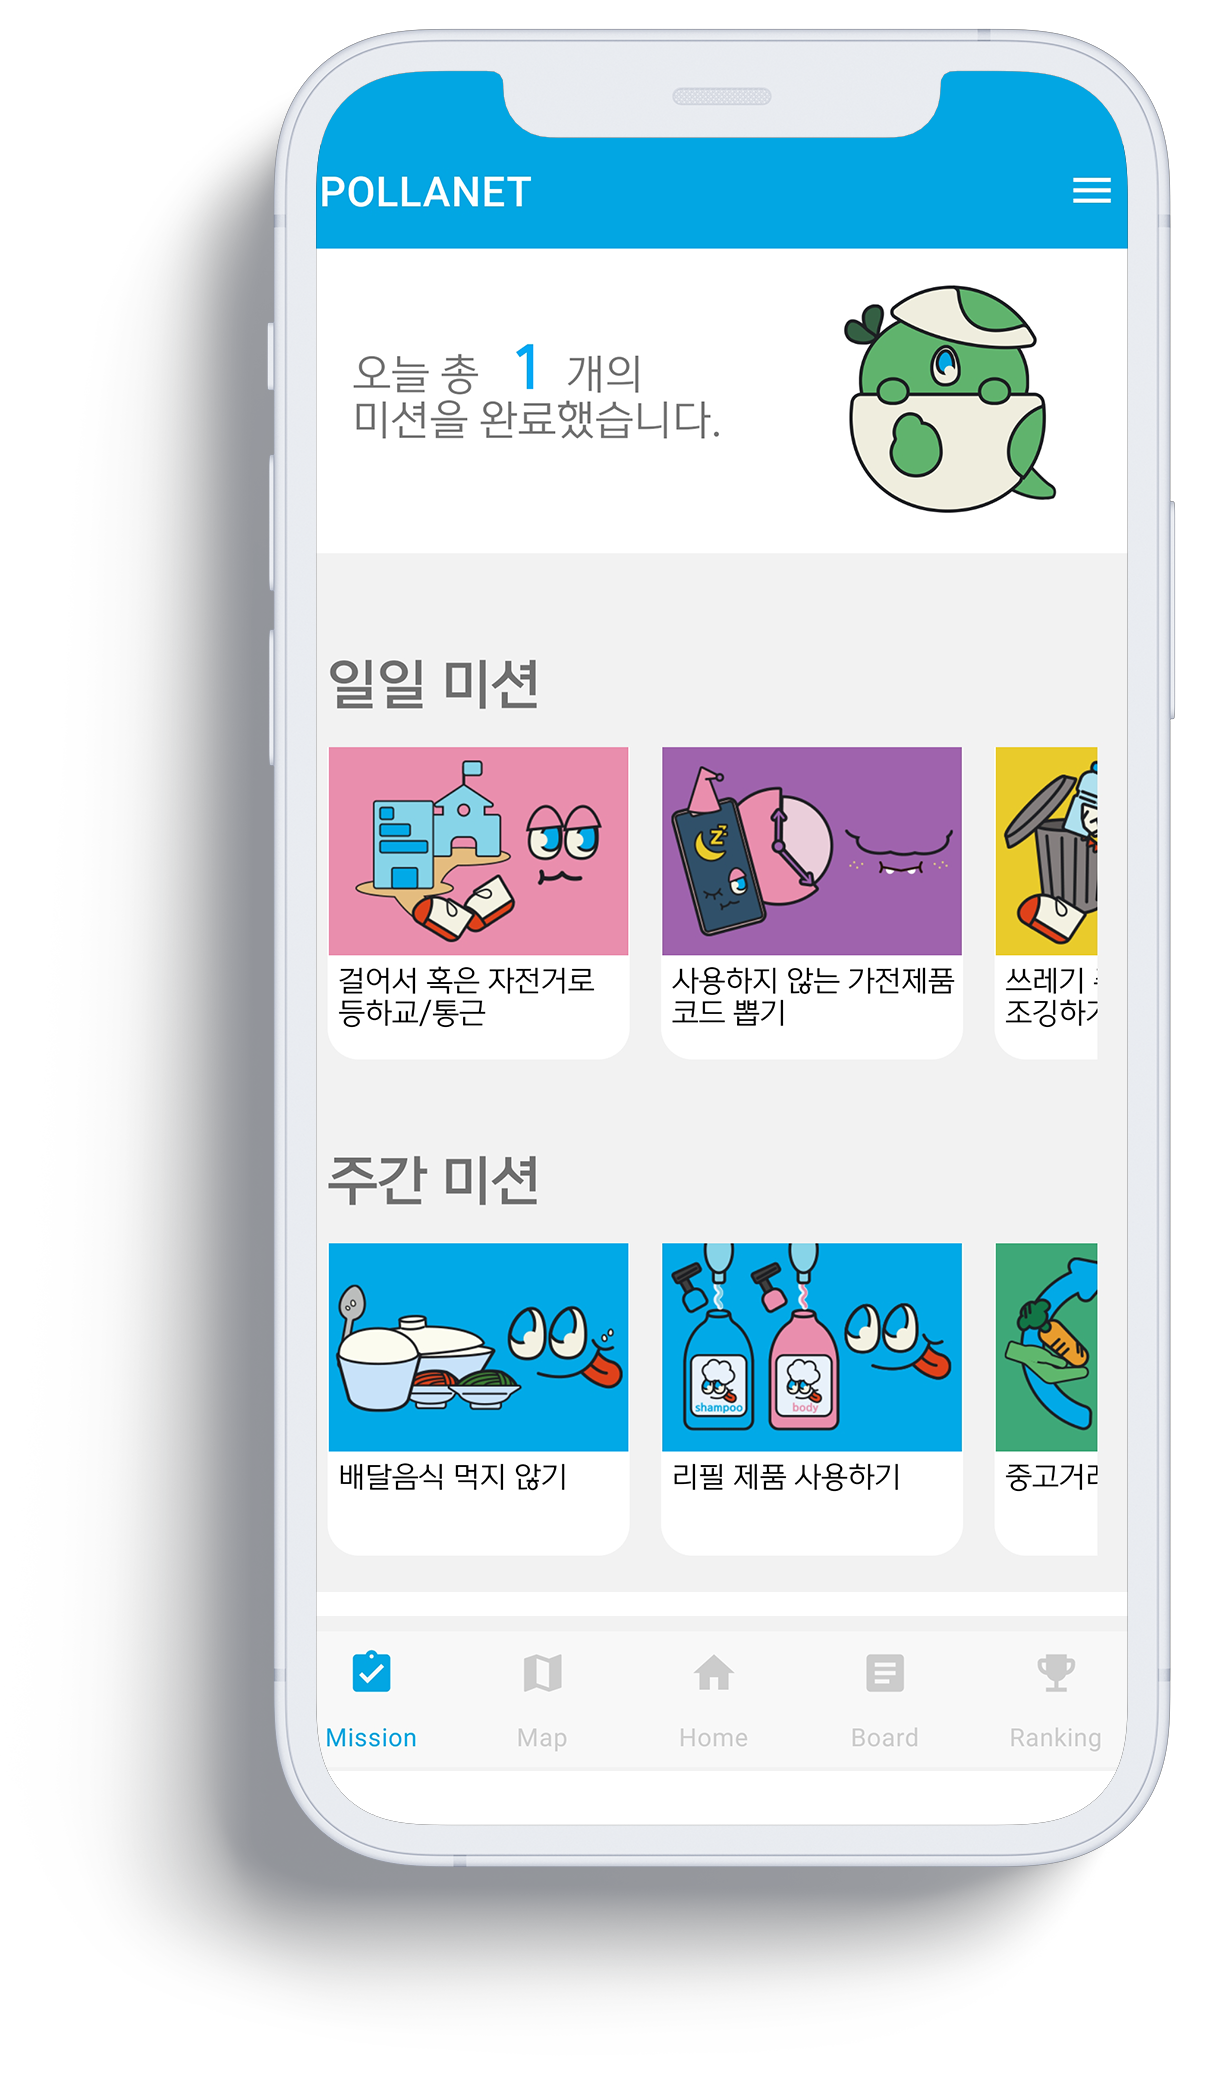 POLLANET
오늘 총 1 개의
미션을 완료했습니다.
일일 미션
걸어서 혹은 자전거로
등하교/통근
사용하지 않는 가전제품
코드 뽑기
쓰레기
조깅하기
주간 미션
shampoo
body
배달음식 먹지 않기
리필 제품 사용하기
중고거래
Mission
Map
Home
Board
Ranking